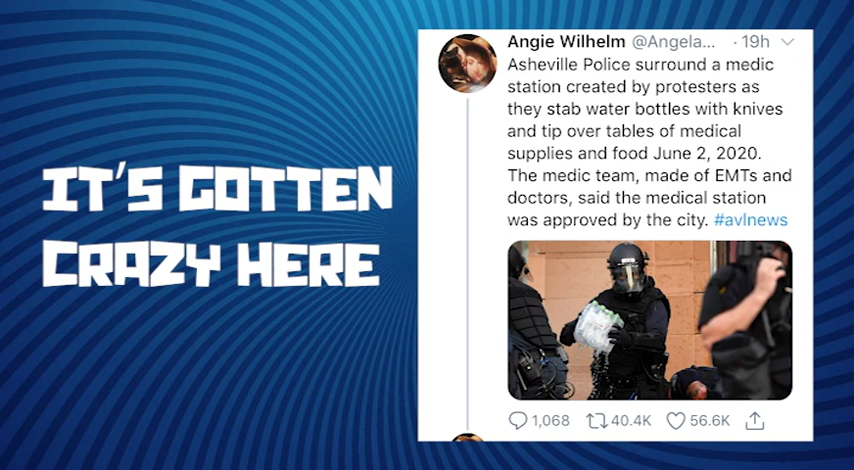 IT'S GOTTEN
CRAZY HERE
Angie Wilhelm @Angela... · 19h
Asheville Police surround a medic
station created by protesters as
they stab water bottles with knives
and tip over tables of medical
supplies and food June 2, 2020.
The medic team, made of EMTs and
doctors, said the medical station
was approved by the city. #avlnews
1,068 40.4K 56.6K